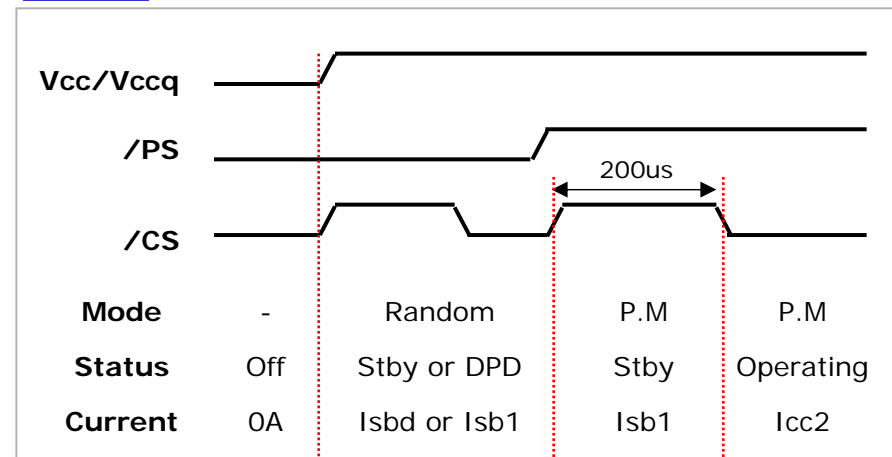 Vcc/Vccq
/PS
200us
/CS
Mode - Random P.M P.M
Status Off Stby or DPD Stby Operating
Current 0A Isbd or Isb1 Isb1 Icc2